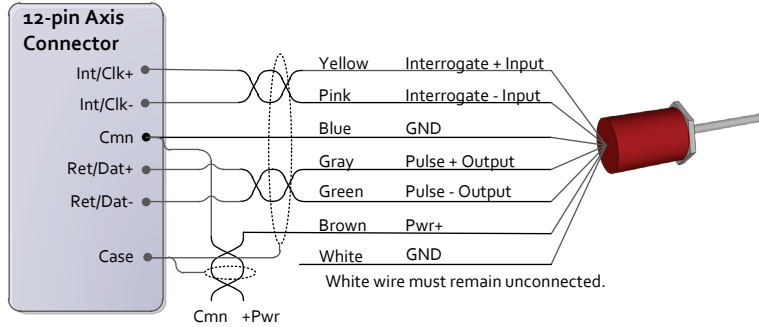 12-pin Axis
Connector
Int/Clk+
Int/Clk-
Cmn
Ret/Dat+
Ret/Dat-
Case
Yellow Interrogate + Input
Pink Interrogate - Input
Blue GND
Gray Pulse + Output
Green Pulse - Output
Brown Pwr+
White GND
White wire must remain unconnected.
Cmn +Pwr